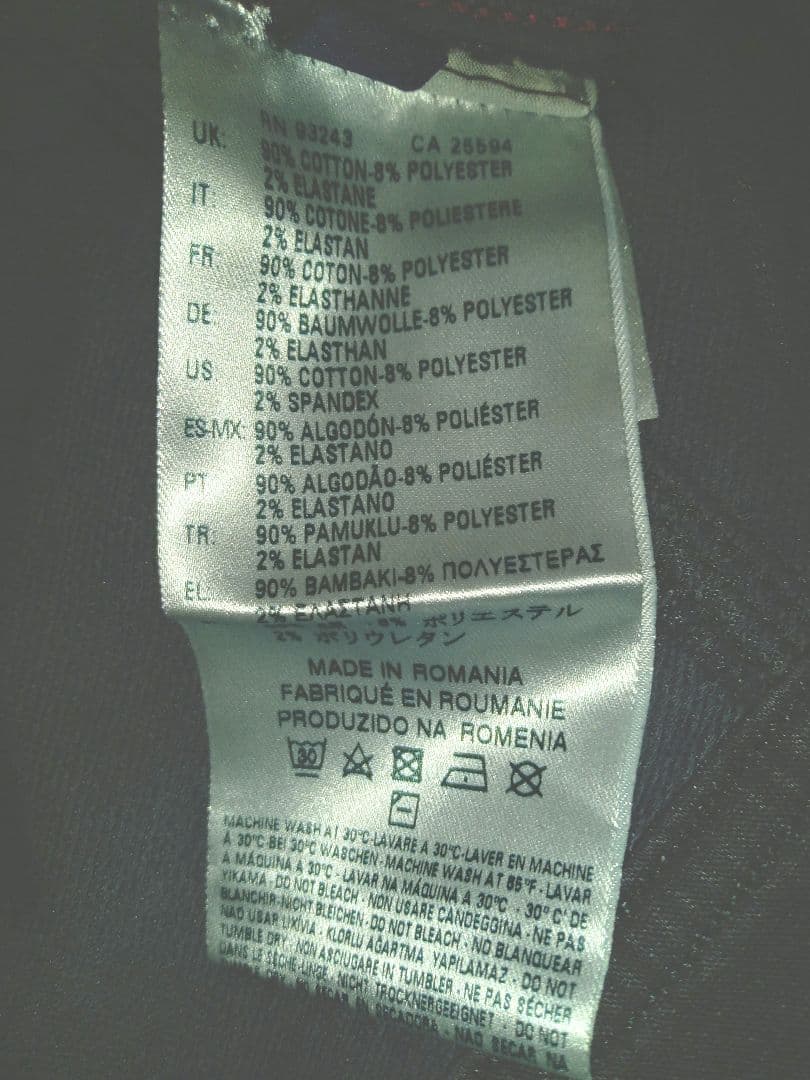 RN 93243 CA 26594
UK: 90% COTTON-8% POLYESTER
2% ELASTANE
IT: 90% COTONE-8% POLIESTERE
2% ELASTAN
FR: 90% COTON-8% POLYESTER
2% ELASTHANNE
DE: 90% BAUMWOLLE-8% POLYESTER
2% ELASTHAN
US: 90% COTTON-8% POLYESTER
2% SPANDEX
ES-MX: 90% ALGODÓN-8% POLIÉSTER
2% ELASTANO
PT: 90% ALGODÃO-8% POLIÉSTER
2% ELASTANO
TR: 90% PAMUKLU-8% POLYESTER
2% ELASTAN
EL: 90% ΒΑΜΒΑΚΙ-8% ΠΟΛΥΕΣΤΕΡΑΣ
2% ΕΛΑΣΤΑΝΗ
8% ポリエステル
2% ポリウレタン
MADE IN ROMANIA
FABRIQUÉ EN ROUMANIE
PRODUZIDO NA ROMENIA
30
MACHINE WASH AT 30°C-LAVARE A 30°C-LAVER EN MACHINE
À 30°C BEI 30°C WASCHEN - MACHINE WASH AT 85°F - LAVAR
A MÁQUINA A 30°C - LAVAR NA MÁQUINA A 30°C - 30°C' DE
YIKAMA - DO NOT BLEACH - NON USARE CANDEGGINA - NE PAS
BLANCHIR-NICHT BLEICHEN - DO NOT BLEACH - NO BLANQUEAR
NAO USAR LIXIVIA - KLORLU AGARTMA YAPILAMAZ - DO NOT
TUMBLE DRY - NON ASCIUGARE IN TUMBLER - NE PAS SÉCHER
DANS LE SÈCHE-LINGE - NICHT TROCKNERGEEIGNET - DO NOT
SECAR NA